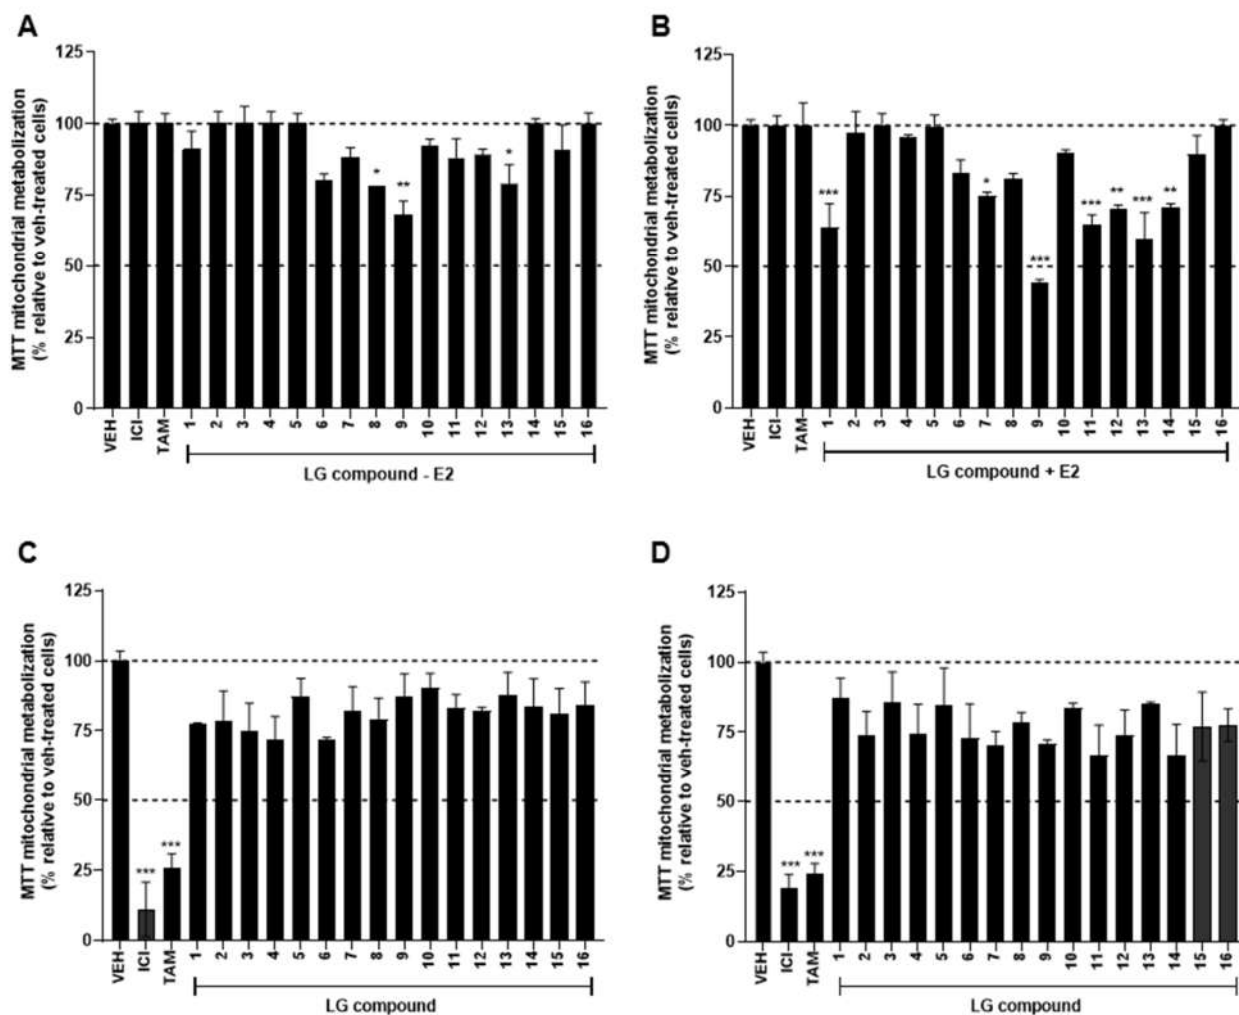 A
MTT mitochondrial metabolization
(% relative to veh-treated cells)
125
100
75
50
25
0
* ** *
VEH ICI TAM 1 2 3 4 5 6 7 8 9 10 11 12 13 14 15 16
LG compound - E2
B
MTT mitochondrial metabolization
(% relative to veh-treated cells)
125
100
75
50
25
0
*** * *** *** ** *** **
VEH ICI TAM 1 2 3 4 5 6 7 8 9 10 11 12 13 14 15 16
LG compound + E2
C
MTT mitochondrial metabolization
(% relative to veh-treated cells)
125
100
75
50
25
0
*** ***
VEH ICI TAM 1 2 3 4 5 6 7 8 9 10 11 12 13 14 15 16
LG compound
D
MTT mitochondrial metabolization
(% relative to veh-treated cells)
125
100
75
50
25
0
*** ***
VEH ICI TAM 1 2 3 4 5 6 7 8 9 10 11 12 13 14 15 16
LG compound